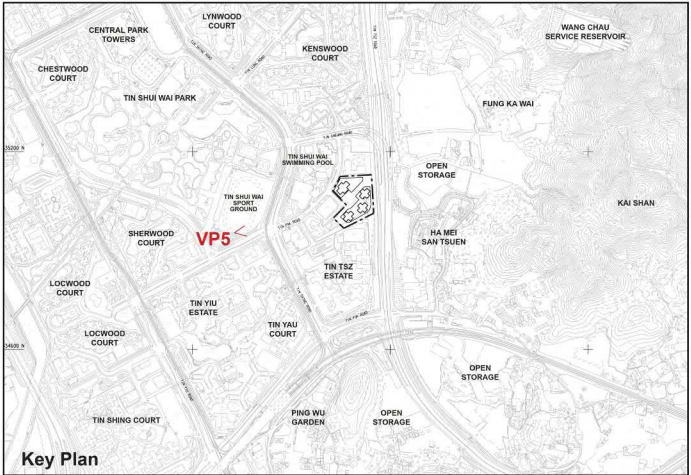 LYNWOOD
COURT
CENTRAL PARK
TOWERS
KENSWOOD
COURT
WANG CHAU
SERVICE RESERVOIR
CHESTWOOD
COURT
TIN SHUI WAI PARK
FUNG KA WAI
35200 N
TIN SHUI WAI
SWIMMING POOL
OPEN
STORAGE
TIN SHUI WAI
SPORT
GROUND
KAI SHAN
SHERWOOD
COURT
VP5
HA MEI
SAN TSUEN
TIN TSZ
ESTATE
LOCWOOD
COURT
TIN YIU
ESTATE
LOCWOOD
COURT
TIN YAU
COURT
34600 N
OPEN
STORAGE
TIN SHING COURT
PING WU
GARDEN
OPEN
STORAGE
Key Plan